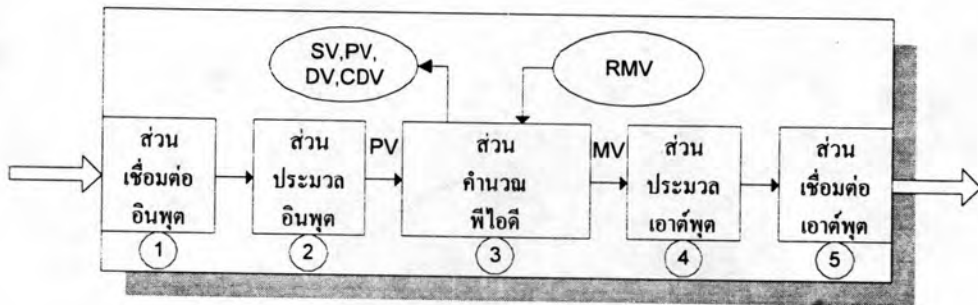 SV,PV,
DV,CDV
RMV
ส่วน
เชื่อมต่อ
อินพุต
1
ส่วน
ประมวล
อินพุต
2
PV
ส่วน
คำนวณ
พีไอดี
3
MV
ส่วน
ประมวล
เอาต์พุต
4
ส่วน
เชื่อมต่อ
เอาต์พุต
5